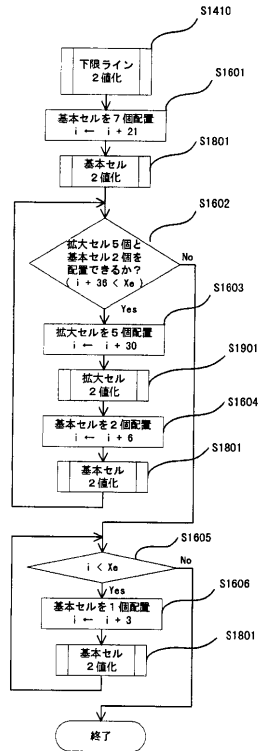 S1410
下限ライン
2値化
S1601
基本セルを7個配置
i ← i + 21
S1801
基本セル
2値化
S1602
拡大セル5個と
基本セル2個を
配置できるか?
( i + 36 < Xe )
No
Yes
S1603
拡大セルを5個配置
i ← i + 30
S1901
拡大セル
2値化
S1604
基本セルを2個配置
i ← i + 6
S1801
基本セル
2値化
S1605
i < Xe
No
Yes
S1606
基本セルを1個配置
i ← i + 3
S1801
基本セル
2値化
終了